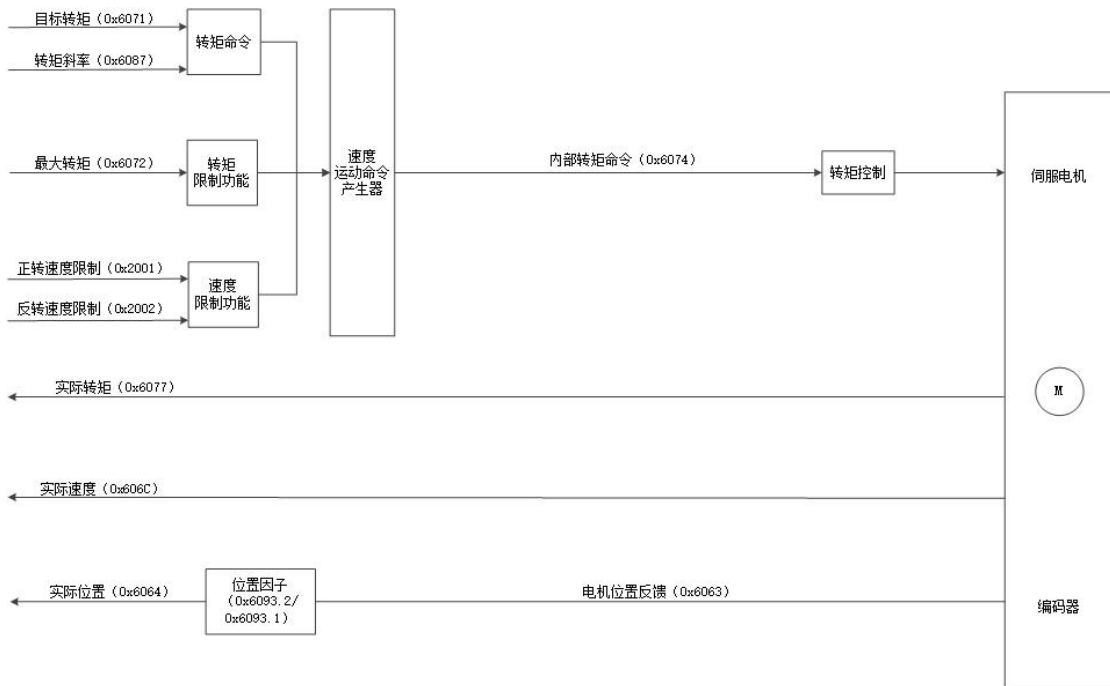 目标转矩（0x6071）
转矩斜率（0x6087）
转矩命令
最大转矩（0x6072）
转矩
限制功能
正转速度限制（0x2001）
反转速度限制（0x2002）
速度
限制功能
速度
运动命令
产生器
内部转矩命令（0x6074）
转矩控制
伺服电机
实际转矩（0x6077）
M
实际速度（0x606C）
实际位置（0x6064）
位置因子
（0x6093.2/
0x6093.1）
电机位置反馈（0x6063）
编码器